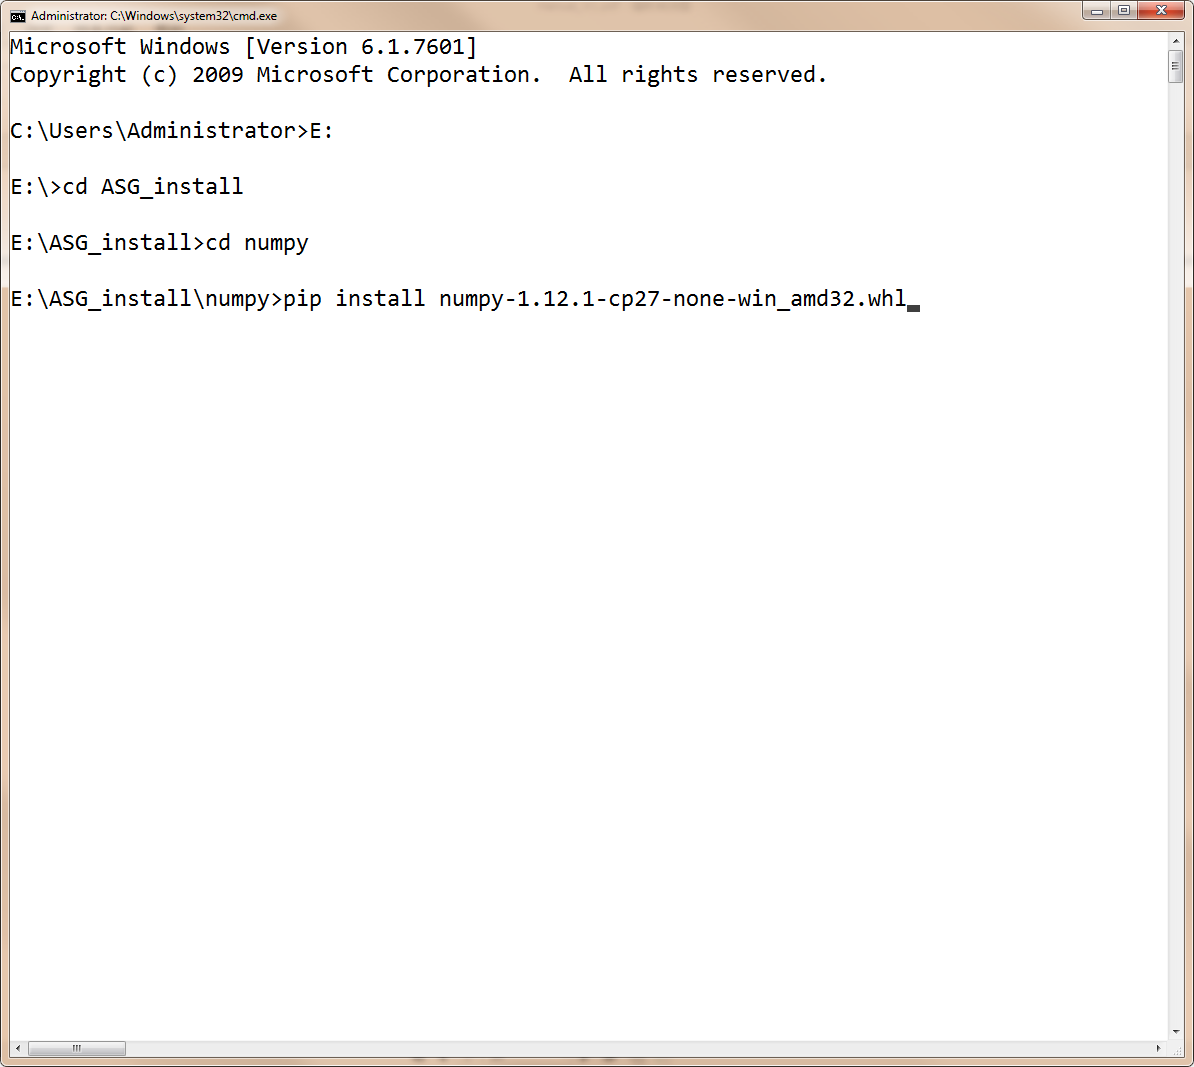 Administrator: C:\Windows\system32\cmd.exe
Microsoft Windows [Version 6.1.7601]
Copyright (c) 2009 Microsoft Corporation.  All rights reserved.
C:\Users\Administrator>E:
E:\>cd ASG_install
E:\ASG_install>cd numpy
E:\ASG_install\numpy>pip install numpy-1.12.1-cp27-none-win_amd32.whl